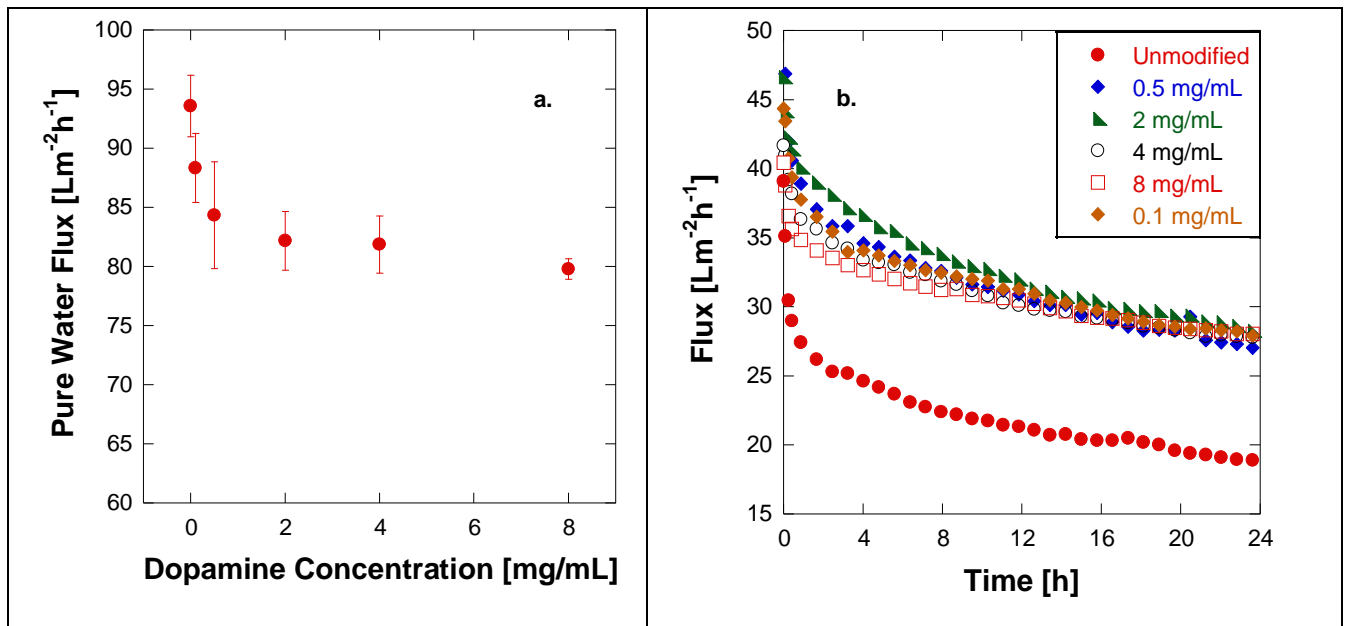 a.
Pure Water Flux [Lm⁻²h⁻¹]
100
95
90
85
80
75
70
65
60
0 2 4 6 8
Dopamine Concentration [mg/mL]
b.
Flux [Lm⁻²h⁻¹]
50
45
40
35
30
25
20
15
0 4 8 12 16 20 24
Time [h]
Unmodified
0.5 mg/mL
2 mg/mL
4 mg/mL
8 mg/mL
0.1 mg/mL